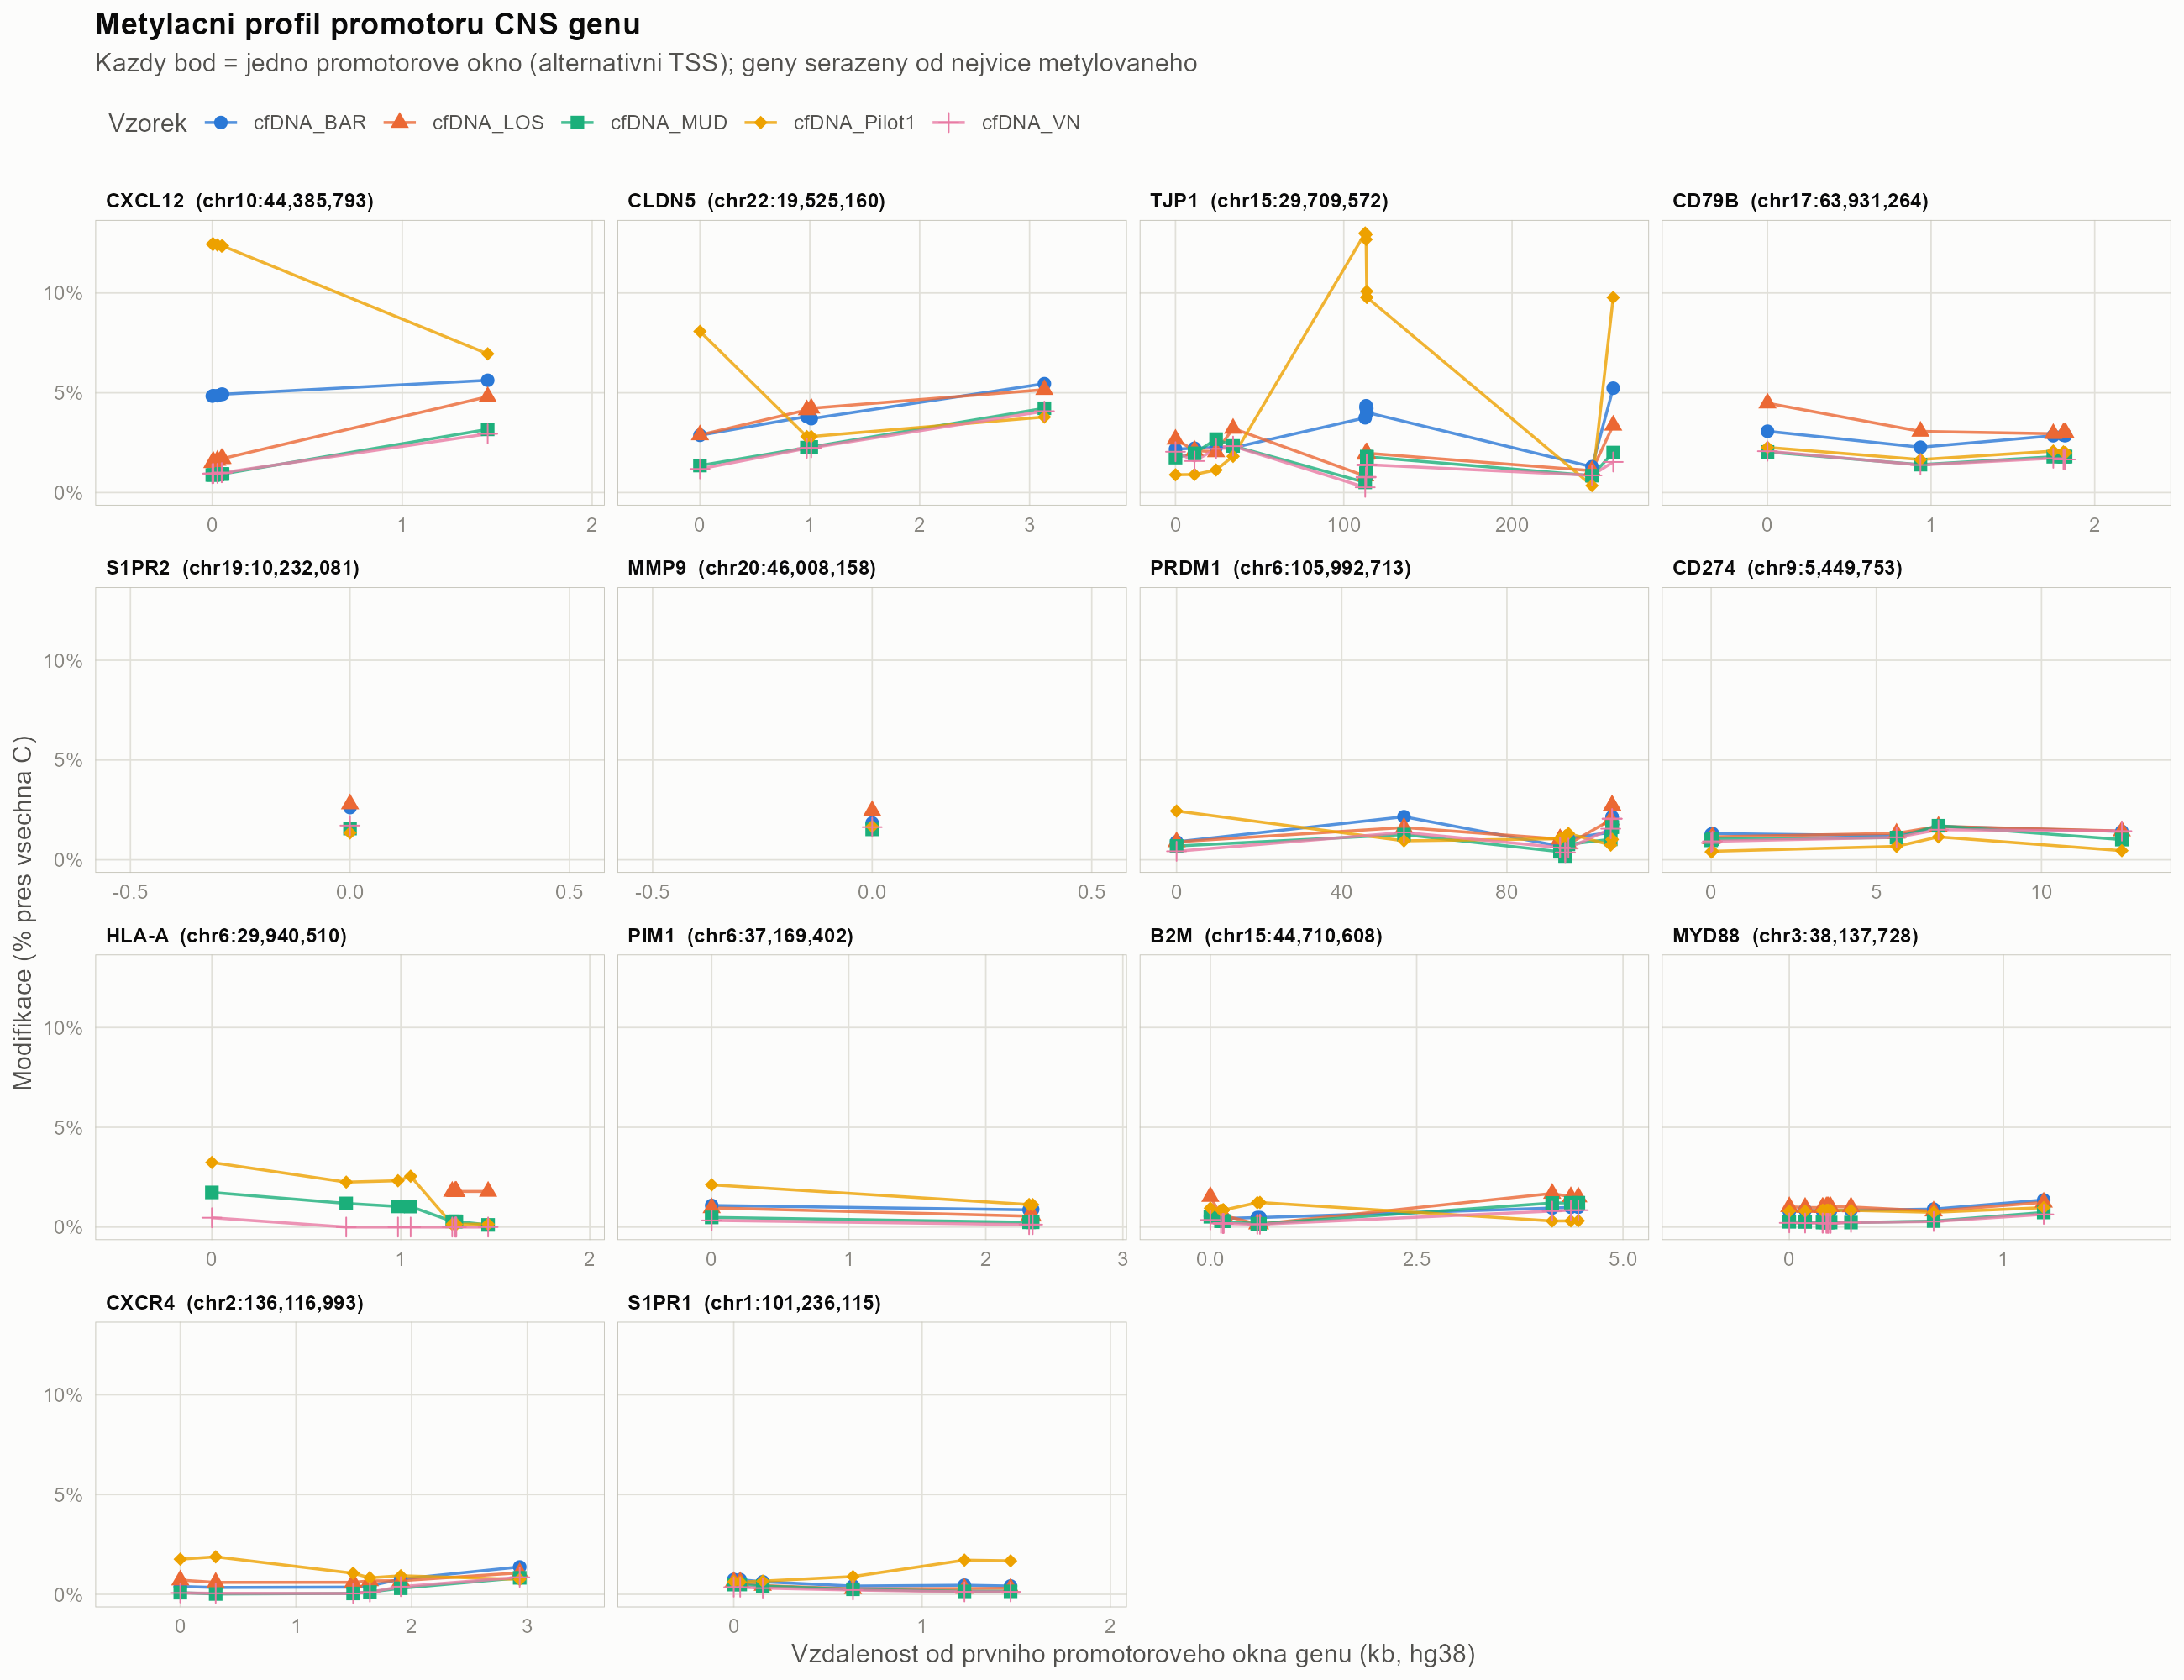 Metylacni profil promotoru CNS genu
Kazdy bod = jedno promotorove okno (alternativni TSS); geny serazeny od nejvice metylovaneho
Vzorek cfDNA_BAR cfDNA_LOS cfDNA_MUD cfDNA_Pilot1 cfDNA_VN
CXCL12 (chr10:44,385,793) CLDN5 (chr22:19,525,160) TJP1 (chr15:29,709,572) CD79B (chr17:63,931,264)
10%
5%
0%
0 1 2 0 1 2 3 0 100 200 0 1 2
S1PR2 (chr19:10,232,081) MMP9 (chr20:46,008,158) PRDM1 (chr6:105,992,713) CD274 (chr9:5,449,753)
10%
5%
0%
-0.5 0.0 0.5 -0.5 0.0 0.5 0 40 80 0 5 10
HLA-A (chr6:29,940,510) PIM1 (chr6:37,169,402) B2M (chr15:44,710,608) MYD88 (chr3:38,137,728)
10%
5%
0%
0 1 2 0 1 2 3 0.0 2.5 5.0 0 1
CXCR4 (chr2:136,116,993) S1PR1 (chr1:101,236,115)
10%
5%
0%
0 1 2 3 0 1 2
Vzdalenost od prvniho promotoroveho okna genu (kb, hg38)
Modifikace (% pres vsechna C)